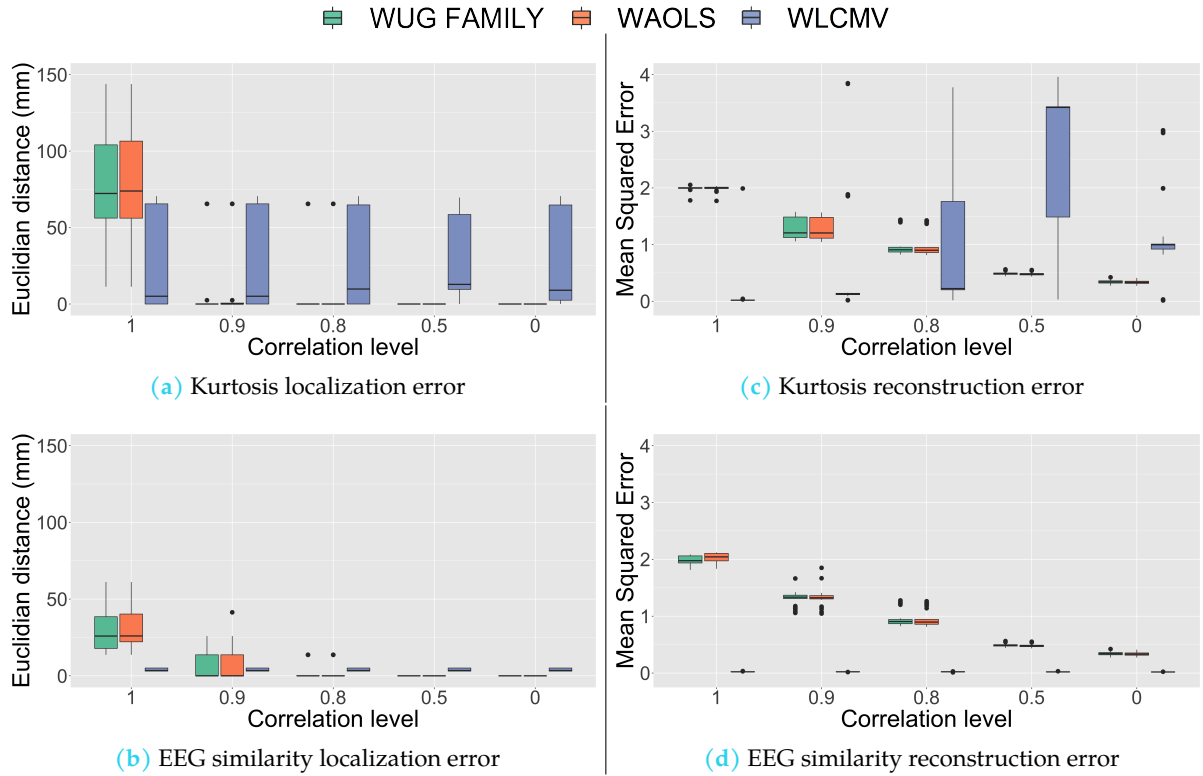 WUG FAMILY WAOLS WLCMV
Euclidian distance (mm)
150
100
50
0
1 0.9 0.8 0.5 0
Correlation level
(a) Kurtosis localization error
Mean Squared Error
4
3
2
1
0
1 0.9 0.8 0.5 0
Correlation level
(c) Kurtosis reconstruction error
Euclidian distance (mm)
150
100
50
0
1 0.9 0.8 0.5 0
Correlation level
(b) EEG similarity localization error
Mean Squared Error
4
3
2
1
0
1 0.9 0.8 0.5 0
Correlation level
(d) EEG similarity reconstruction error